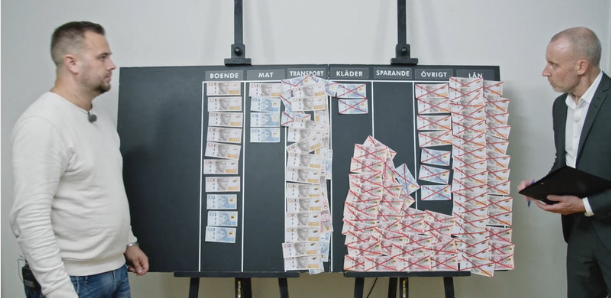 BOENDE MAT TRANSPORT KLÄDER SPARANDE ÖVRIGT LÅN